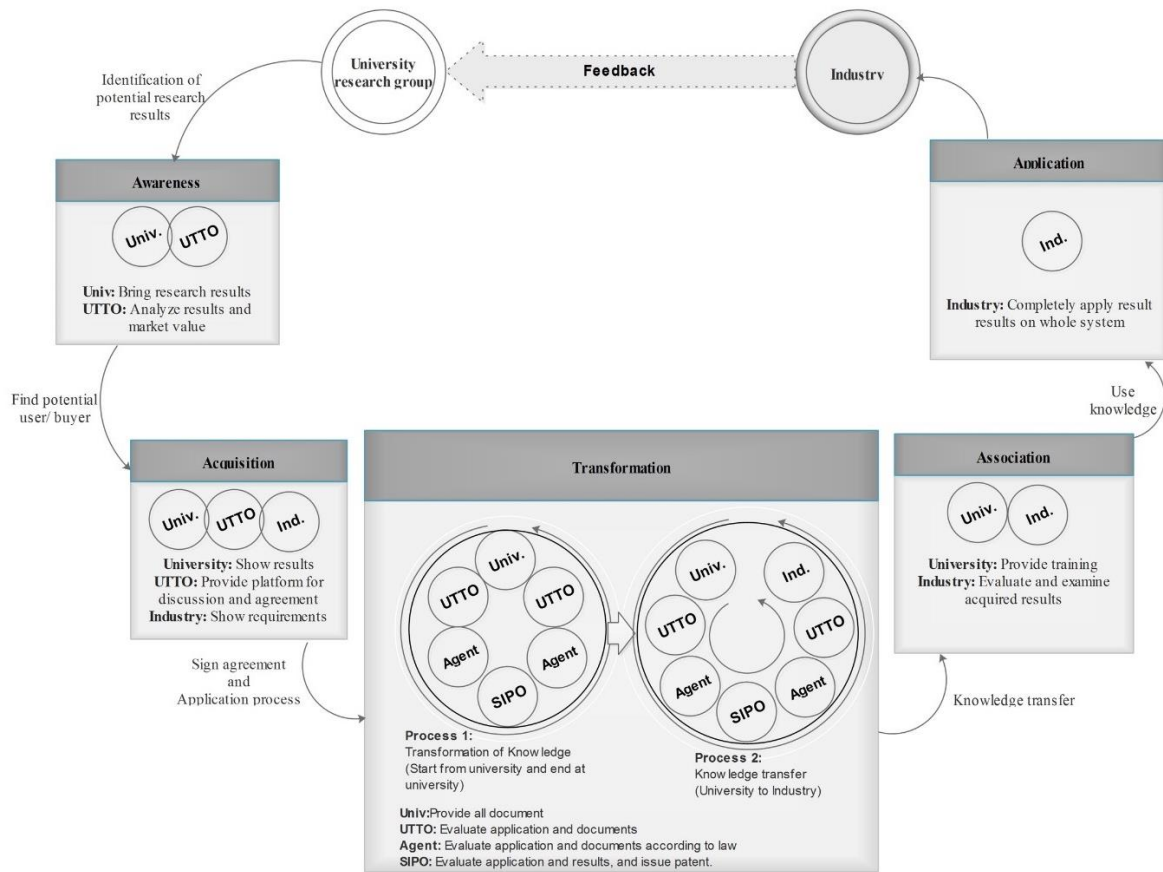 University
research group
Feedback
Industry
Identification of
potential research
results
Awareness
Univ.
UTTO
Univ: Bring research results
UTTO: Analyze results and
market value
Find potential
user/ buyer
Acquisition
Univ.
UTTO
Ind.
University: Show results
UTTO: Provide platform for
discussion and agreement
Industry: Show requirements
Sign agreement
and
Application process
Transformation
Univ.
UTTO
UTTO
Agent
Agent
SIPO
Process 1:
Transformation of Knowledge
(Start from university and end at
university)
Univ.
Ind.
UTTO
UTTO
Agent
Agent
SIPO
Process 2:
Knowledge transfer
(University to Industry)
Univ:Provide all document
UTTO: Evaluate application and documents
Agent: Evaluate application and documents according to law
SIPO: Evaluate application and results, and issue patent.
Knowledge transfer
Association
Univ.
Ind.
University: Provide training
Industry: Evaluate and examine
acquired results
Use
knowledge
Application
Ind.
Industry: Completely apply result
results on whole system